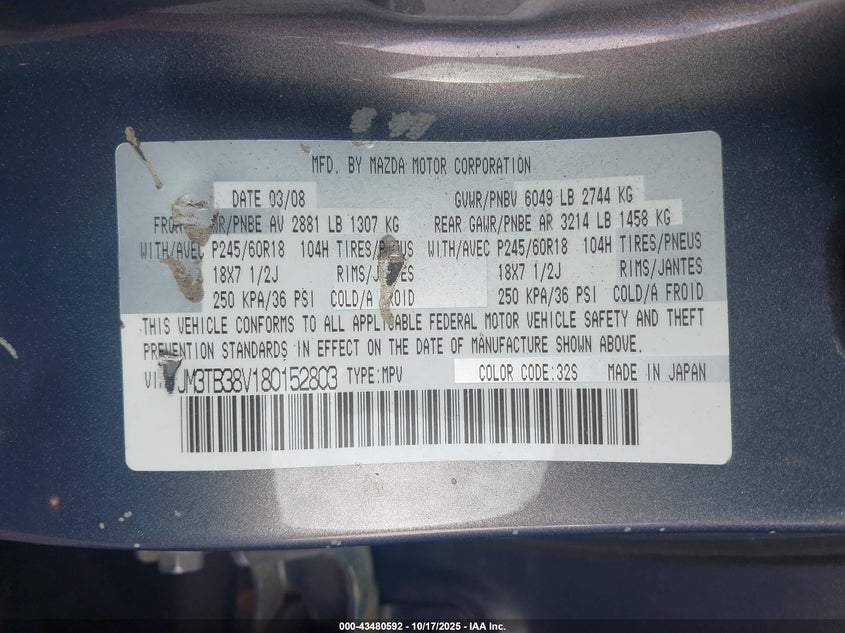 MFD. BY MAZDA MOTOR CORPORATION
DATE 03/08 GVWR/PNBV 6049 LB 2744 KG
AR/PNBE AV 2881 LB 1307 KG REAR GAWR/PNBE AR 3214 LB 1458 KG
WITH/AVEC P245/60R18 104H TIRES/PNEUS WITH/AVEC P245/60R18 104H TIRES/PNEUS
18X7 1/2J RIMS/JANTES 18X7 1/2J RIMS/JANTES
250 KPA/36 PSI COLD/A FROID 250 KPA/36 PSI COLD/A FROID
THIS VEHICLE CONFORMS TO ALL APPLICABLE FEDERAL MOTOR VEHICLE SAFETY AND THEFT
PREVENTION STANDARDS IN EFFECT ON THE DATE OF MANUFACTURE SHOWN ABOVE.
JM3TB38V180152803 TYPE:MPV COLOR CODE:32S MADE IN JAPAN
000-43480592 - 10/17/2025 - IAA Inc.